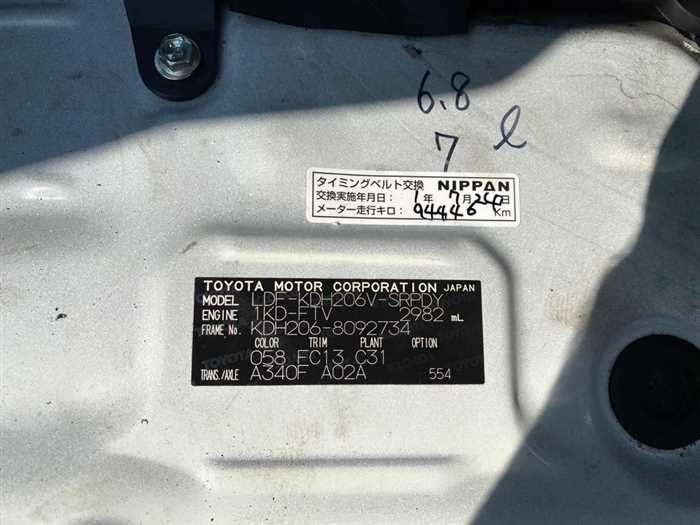 6.8
7 ℓ
タイミングベルト交換 NIPPAN
交換実施年月日: 1年 7月24日
メーター走行キロ: 94446 Km
TOYOTA MOTOR CORPORATION JAPAN
MODEL LDF-KDH206V-SRPDY
ENGINE 1KD-FTV 2982 mL
FRAME No. KDH206-8092734
COLOR TRIM PLANT OPTION
058 FC13 C31
TRANS./AXLE A340F A02A 554